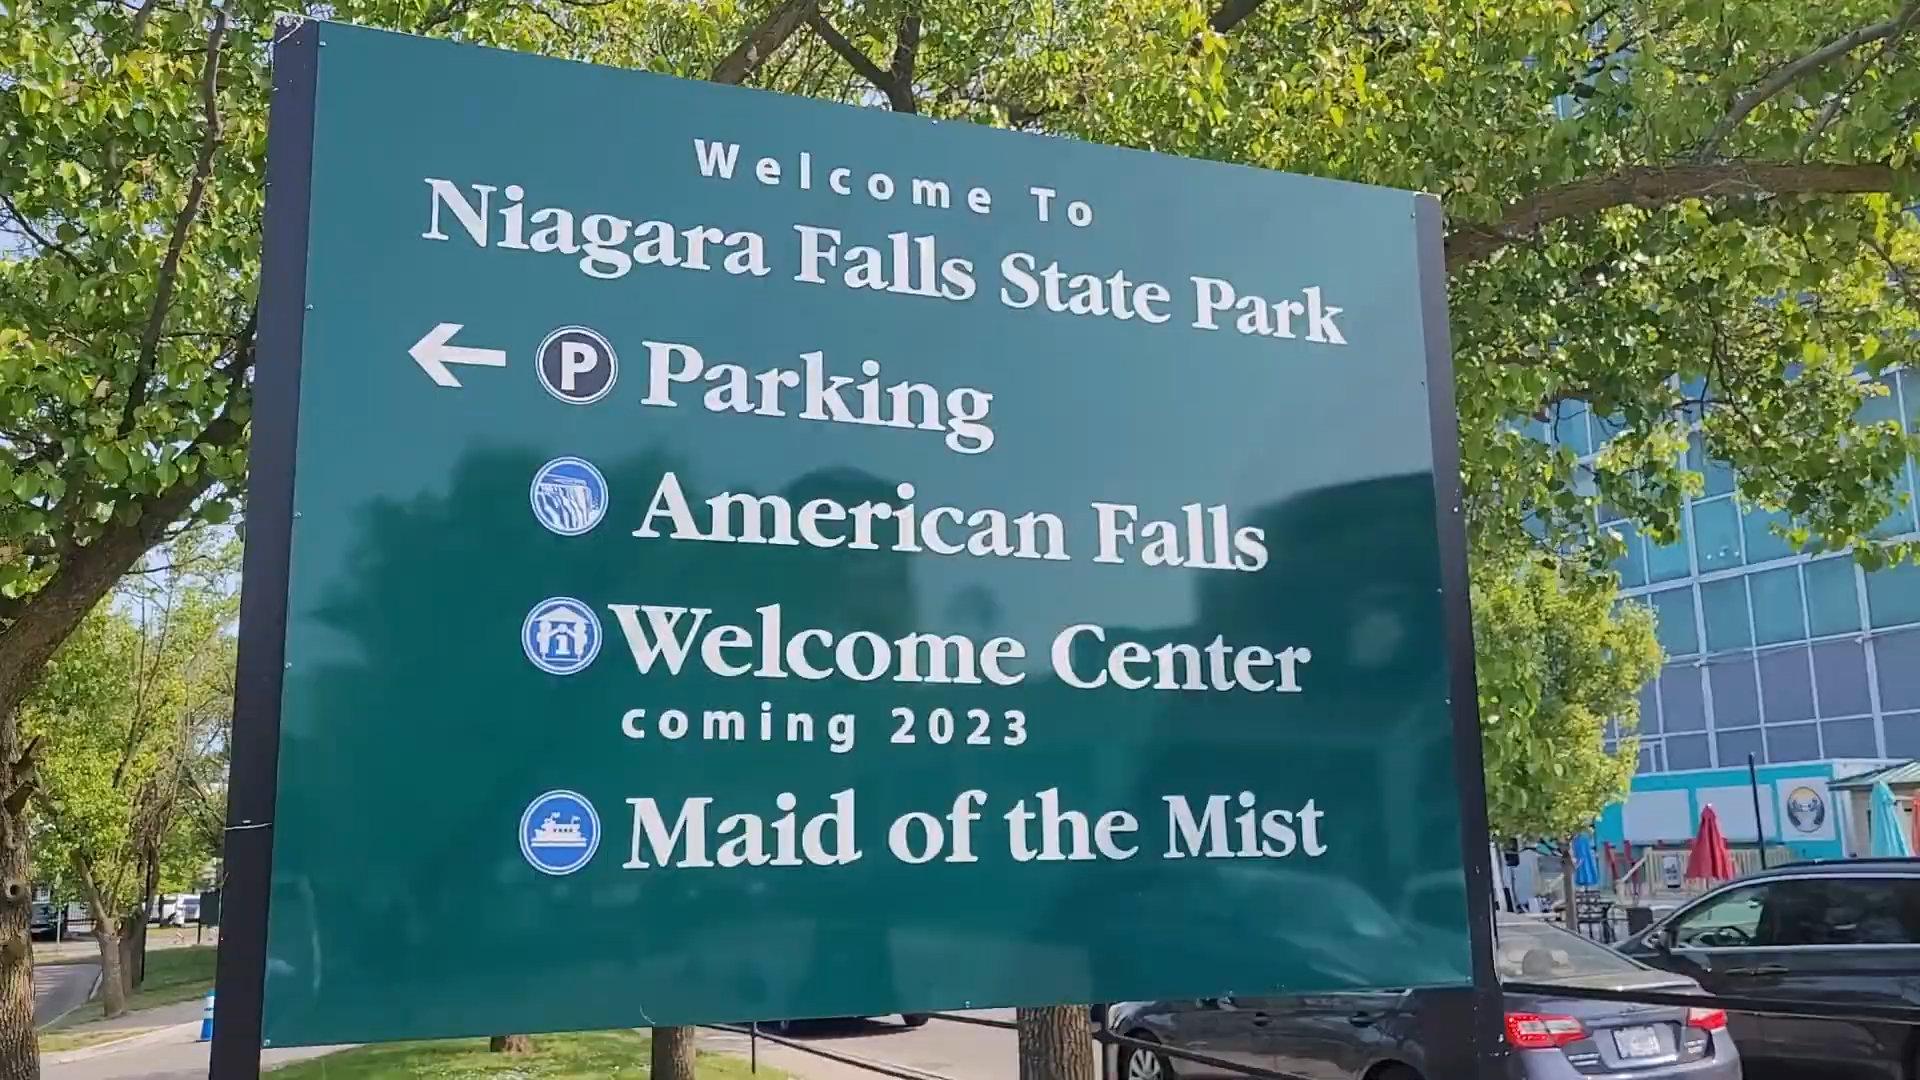 Welcome To
Niagara Falls State Park
P Parking
American Falls
Welcome Center
coming 2023
Maid of the Mist